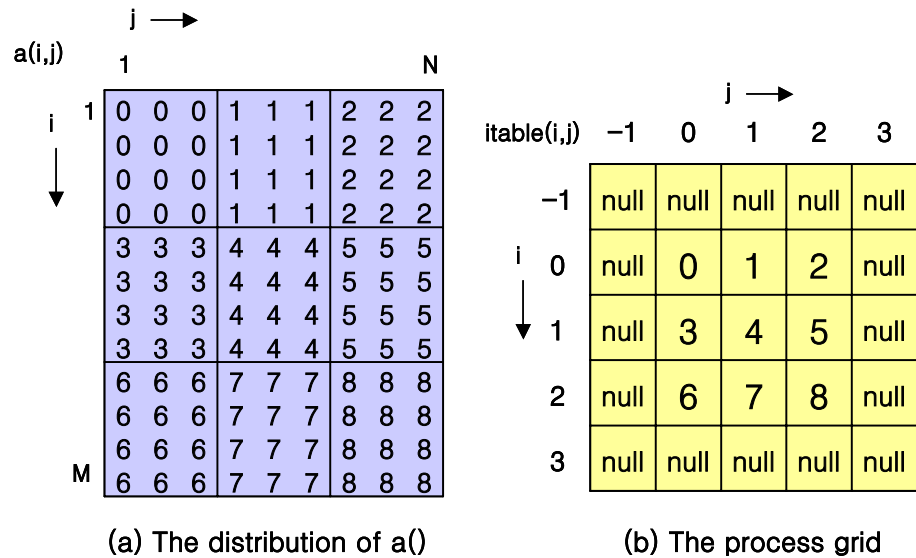 j
a(i,j)
1 N
i
1 0 0 0 1 1 1 2 2 2
0 0 0 1 1 1 2 2 2
0 0 0 1 1 1 2 2 2
0 0 0 1 1 1 2 2 2
3 3 3 4 4 4 5 5 5
3 3 3 4 4 4 5 5 5
3 3 3 4 4 4 5 5 5
3 3 3 4 4 4 5 5 5
6 6 6 7 7 7 8 8 8
6 6 6 7 7 7 8 8 8
6 6 6 7 7 7 8 8 8
M 6 6 6 7 7 7 8 8 8
(a) The distribution of a()
j
itable(i,j) -1 0 1 2 3
-1 null null null null null
i
0 null 0 1 2 null
1 null 3 4 5 null
2 null 6 7 8 null
3 null null null null null
(b) The process grid